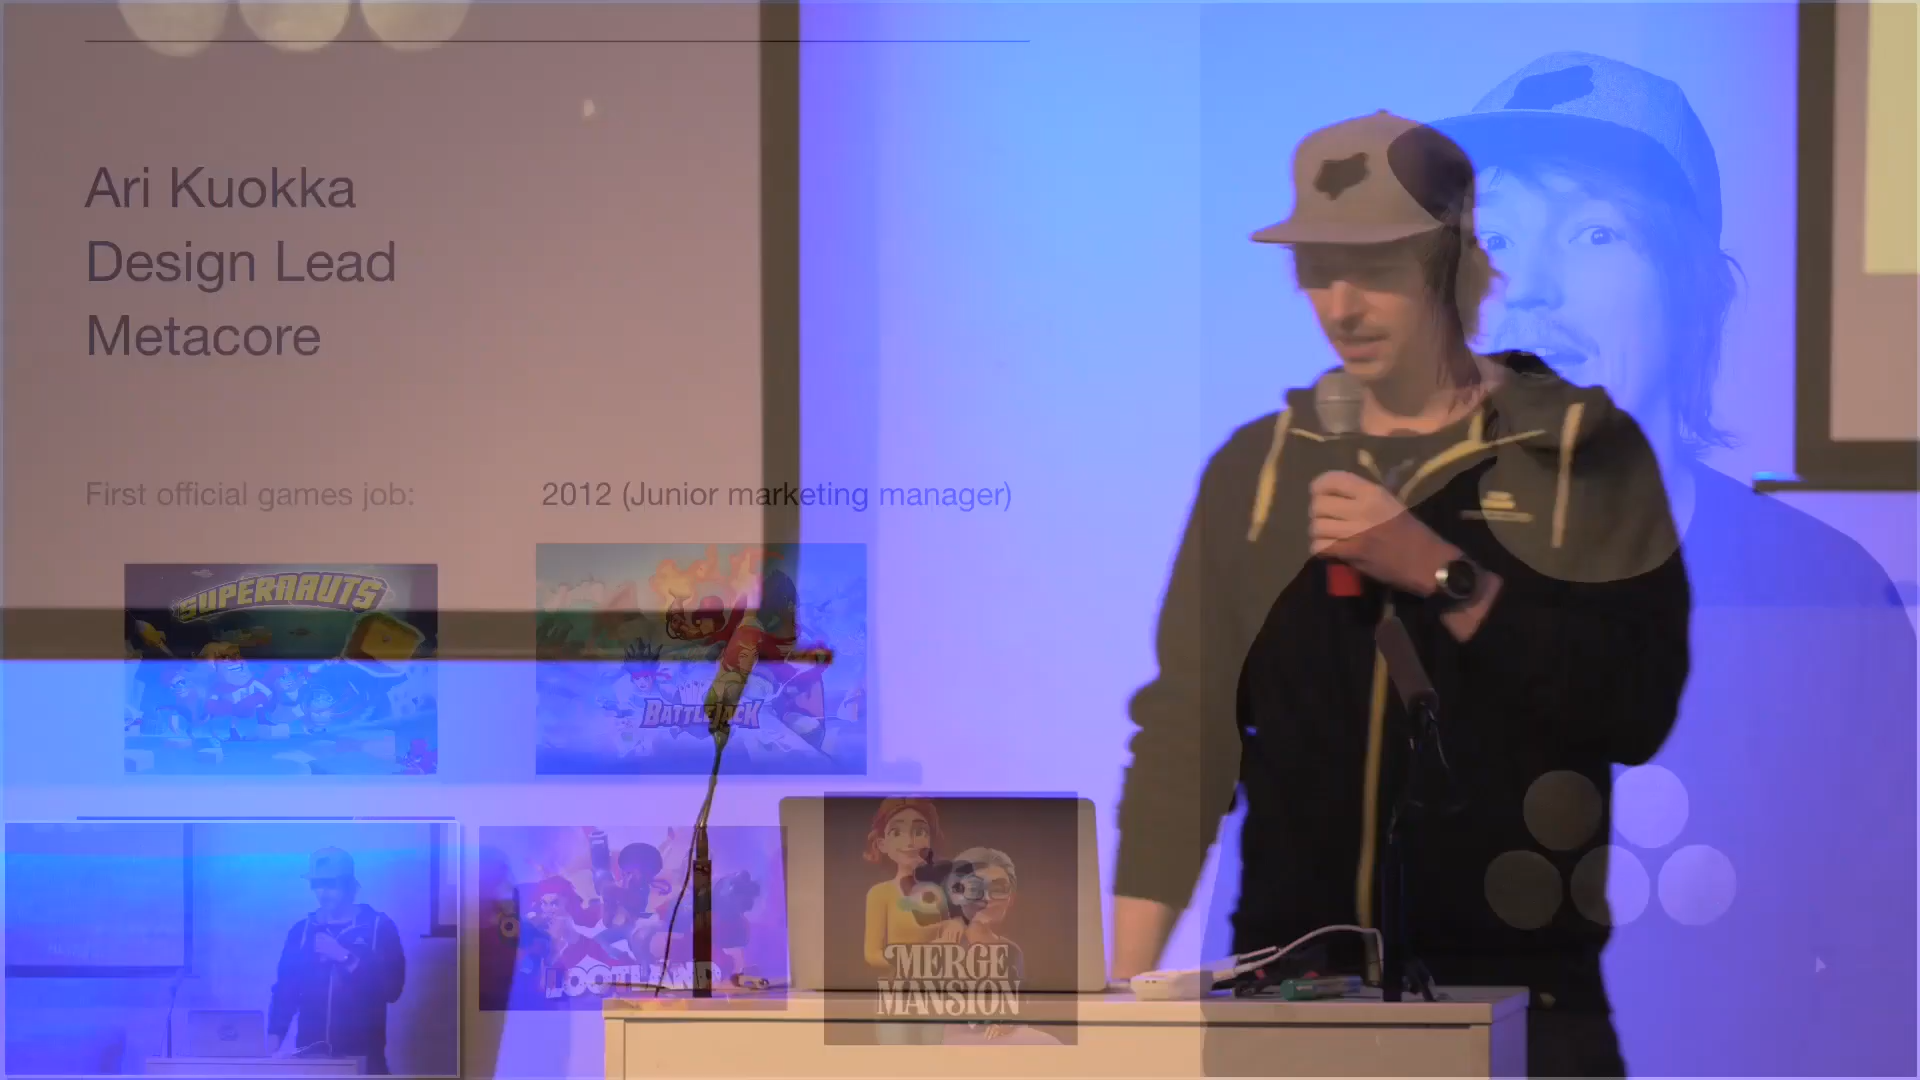 Ari Kuokka
Design Lead
Metacore
First official games job: 2012 (Junior marketing manager)
SUPERNAUTS
BATTLEJACK
LOOTLAND
MERGE
MANSION